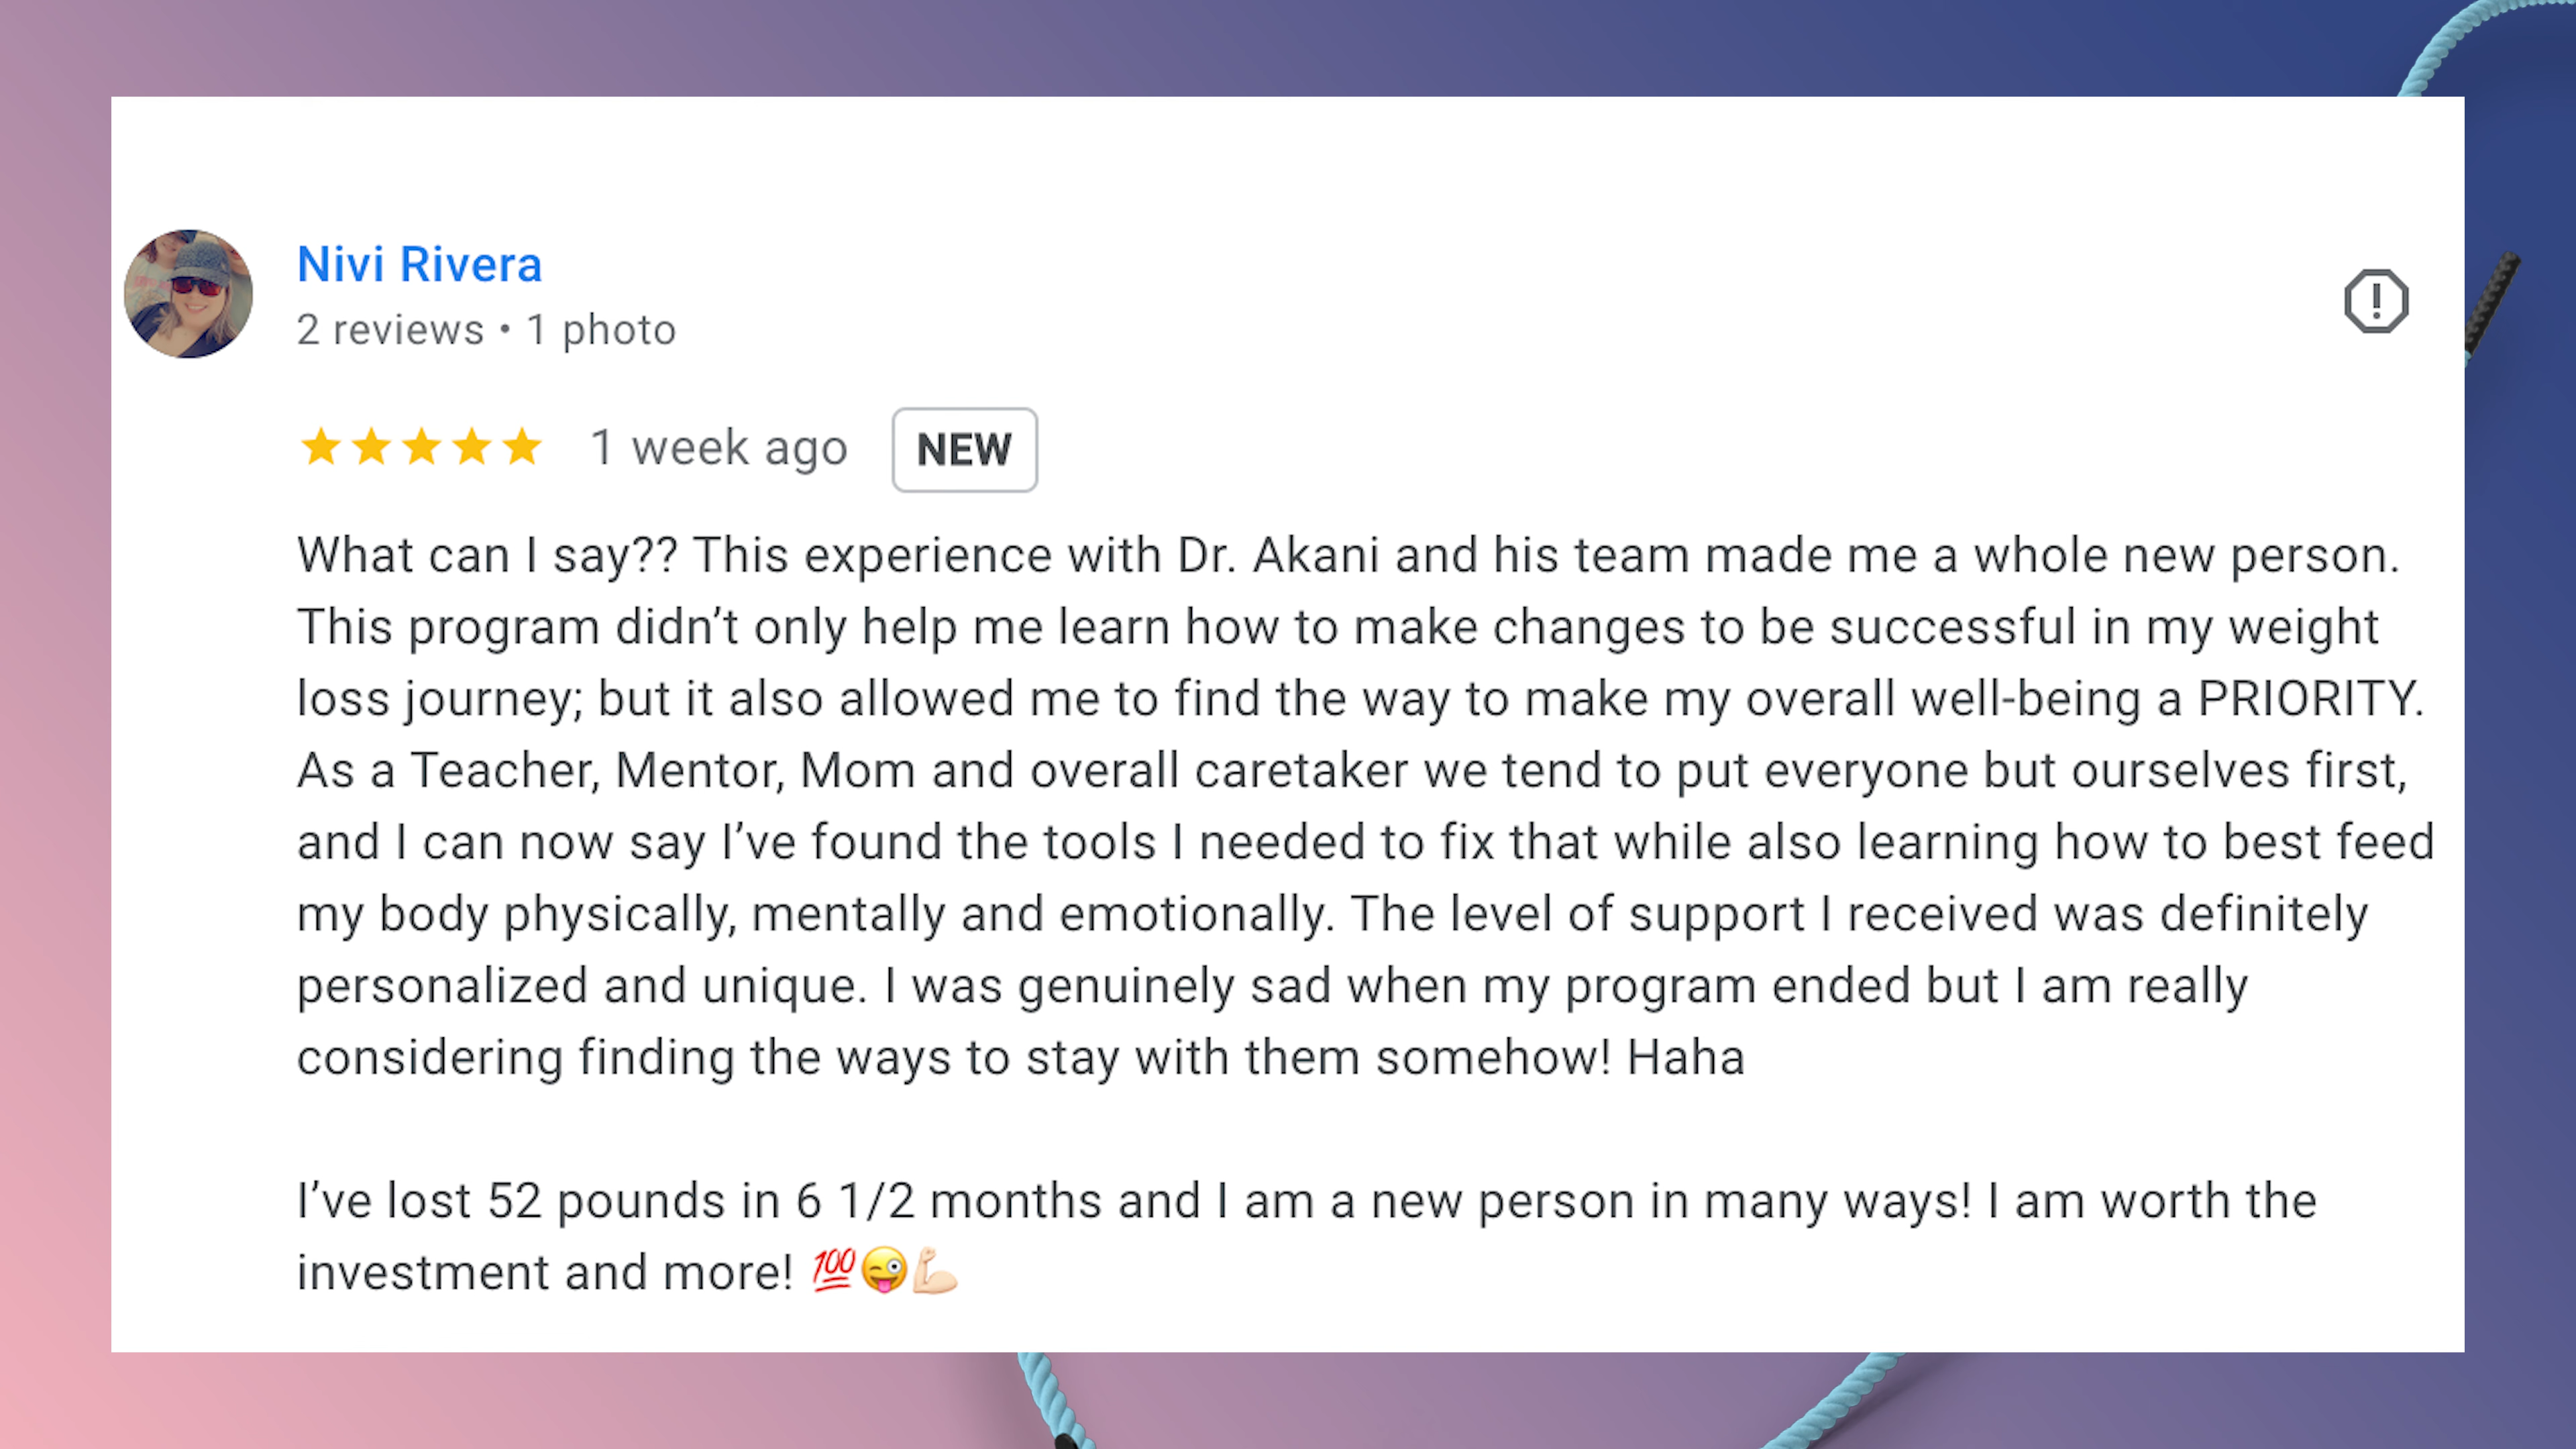 Nivi Rivera
2 reviews • 1 photo
1 week ago NEW
What can I say?? This experience with Dr. Akani and his team made me a whole new person.
This program didn’t only help me learn how to make changes to be successful in my weight
loss journey; but it also allowed me to find the way to make my overall well-being a PRIORITY.
As a Teacher, Mentor, Mom and overall caretaker we tend to put everyone but ourselves first,
and I can now say I’ve found the tools I needed to fix that while also learning how to best feed
my body physically, mentally and emotionally. The level of support I received was definitely
personalized and unique. I was genuinely sad when my program ended but I am really
considering finding the ways to stay with them somehow! Haha
I’ve lost 52 pounds in 6 1/2 months and I am a new person in many ways! I am worth the
investment and more! 💯😜💪🏻